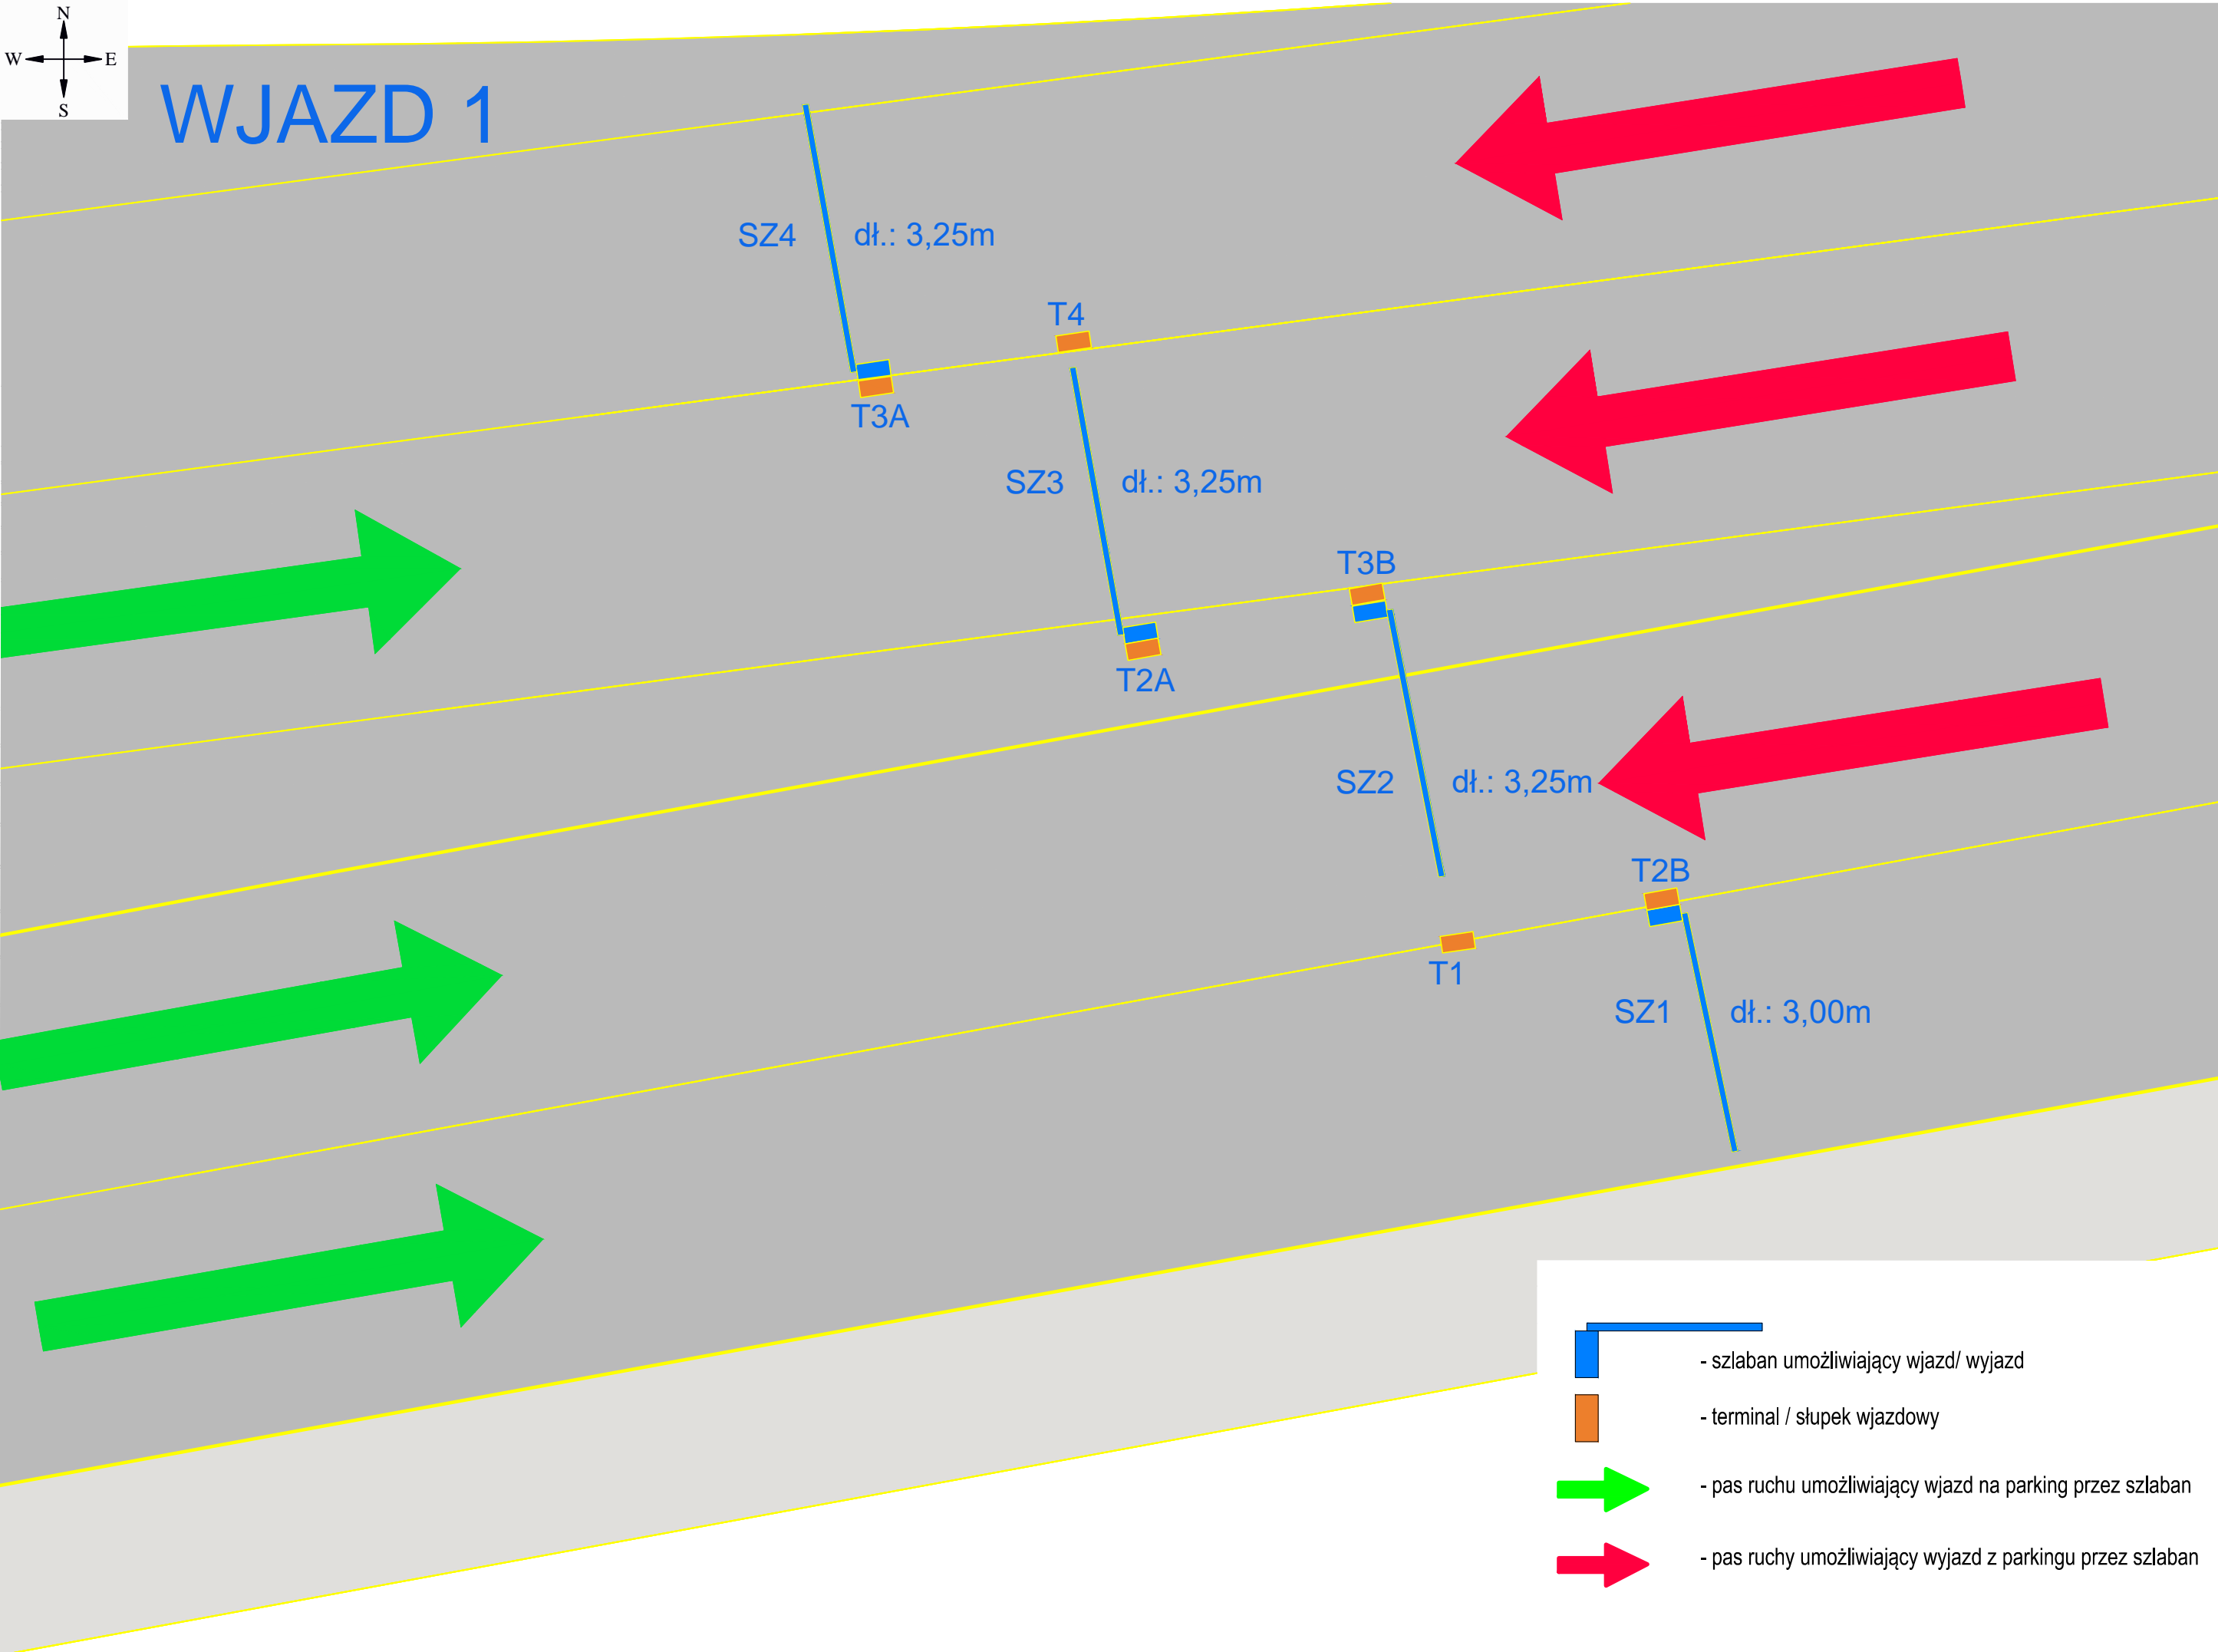 N
W E
S
WJAZD 1
SZ4 dł.: 3,25m
T4
T3A
SZ3 dł.: 3,25m
T3B
T2A
SZ2 dł.: 3,25m
T2B
T1
SZ1 dł.: 3,00m
- szlaban umożliwiający wjazd/ wyjazd
- terminal / słupek wjazdowy
- pas ruchu umożliwiający wjazd na parking przez szlaban
- pas ruchy umożliwiający wyjazd z parkingu przez szlaban